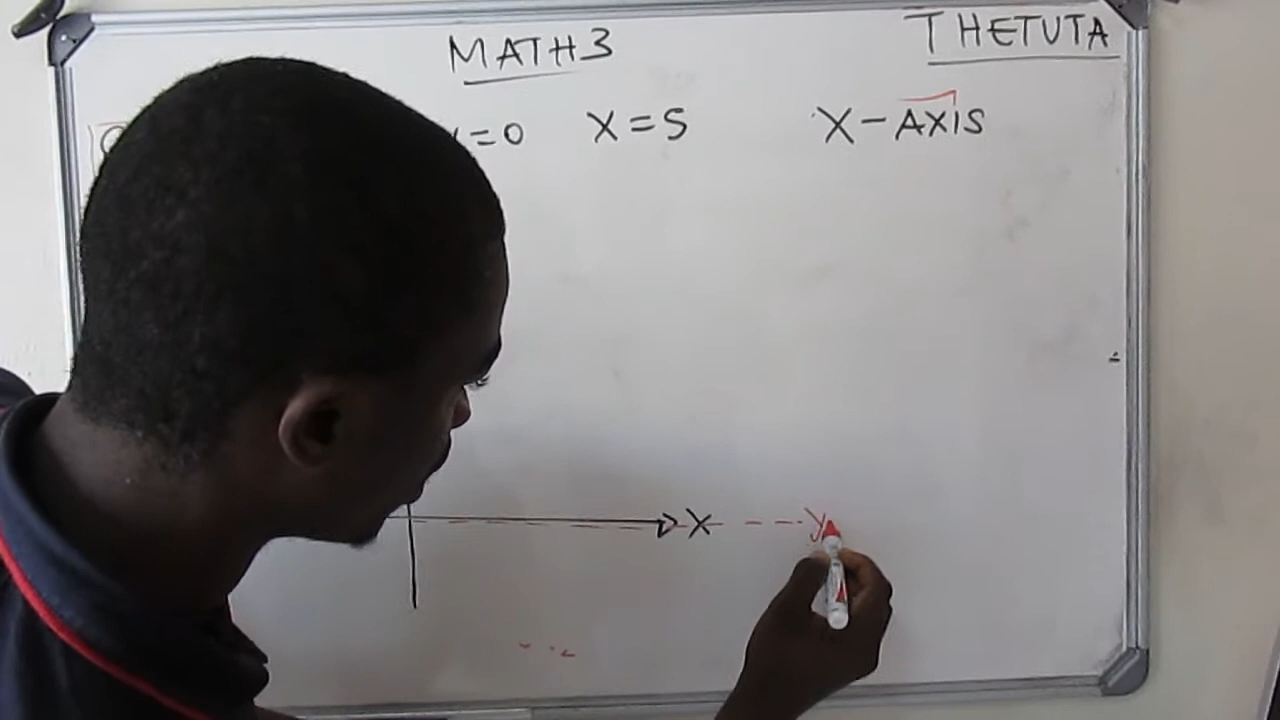 MATH3 THETUTA
=0 X=5 X-AXIS
X --- y